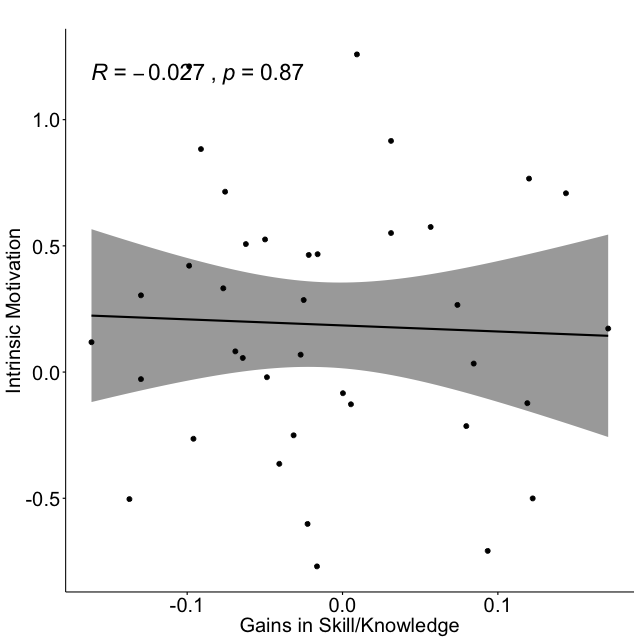 R = −0.027 , p = 0.87
1.0
0.5
0.0
-0.5
Intrinsic Motivation
-0.1 0.0 0.1
Gains in Skill/Knowledge